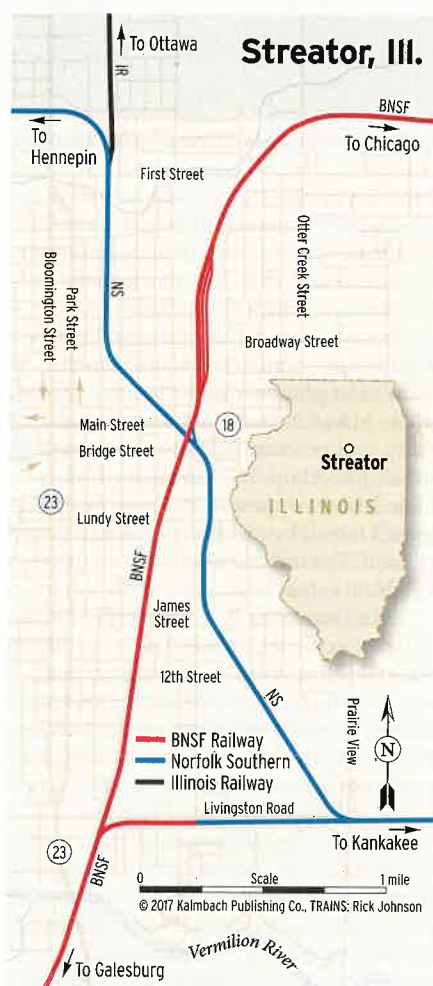 Streator, Ill.
To Ottawa
IR
BNSF
To Chicago
To
Hennepin
First Street
Otter Creek Street
NS
Park Street
Bloomington Street
Broadway Street
Main Street
18
Bridge Street
Streator
ILLINOIS
23
Lundy Street
BNSF
James
Street
12th Street
NS
Prairie View
N
BNSF Railway
Norfolk Southern
Illinois Railway
Livingston Road
To Kankakee
23
BNSF
0 Scale 1 mile
© 2017 Kalmbach Publishing Co., TRAINS: Rick Johnson
Vermilion River
To Galesburg